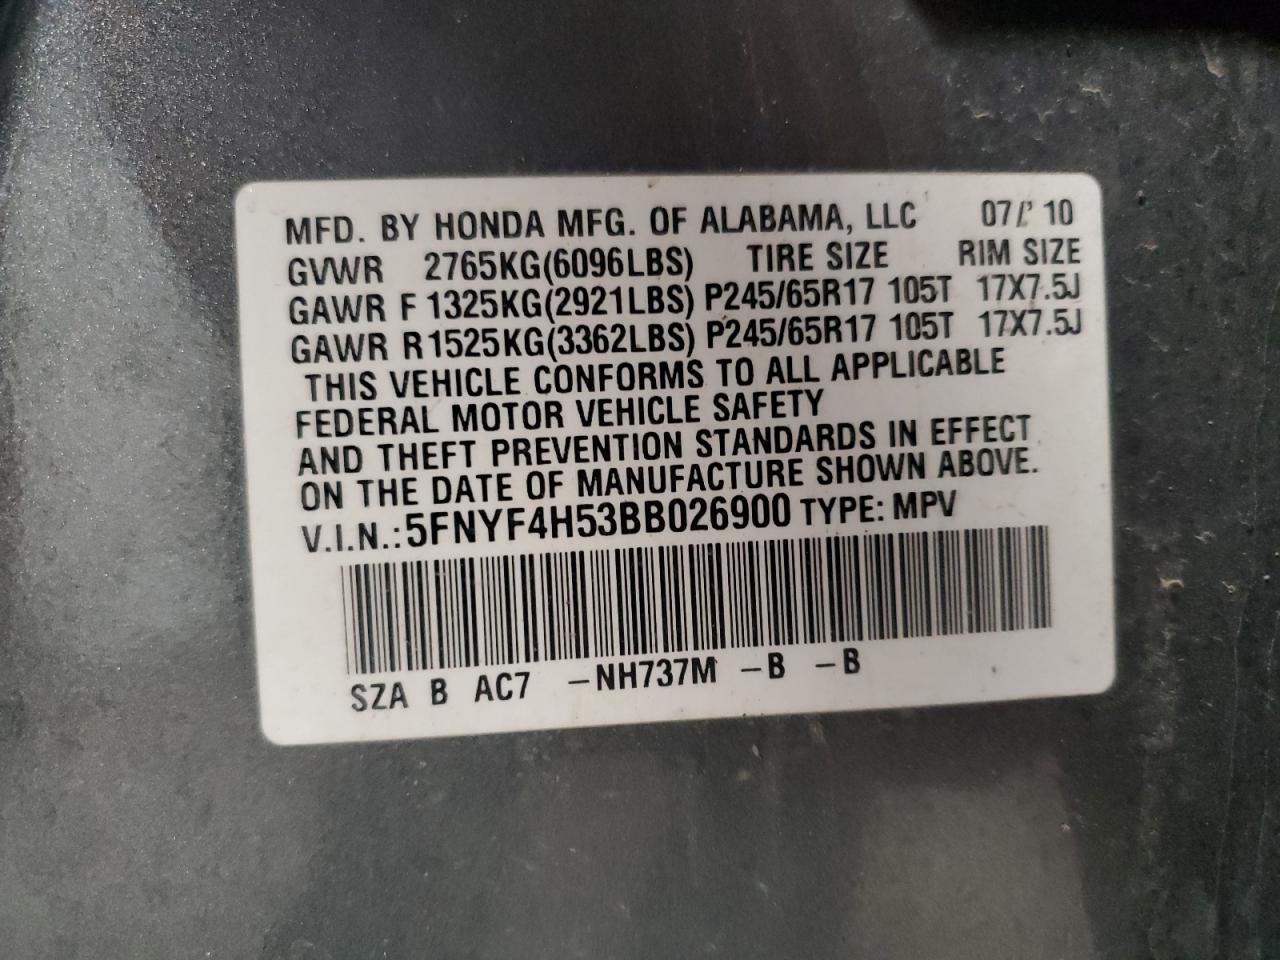 MFD. BY HONDA MFG. OF ALABAMA, LLC 07/ 10
GVWR 2765KG(6096LBS) TIRE SIZE RIM SIZE
GAWR F 1325KG(2921LBS) P245/65R17 105T 17X7.5J
GAWR R1525KG(3362LBS) P245/65R17 105T 17X7.5J
THIS VEHICLE CONFORMS TO ALL APPLICABLE
FEDERAL MOTOR VEHICLE SAFETY
AND THEFT PREVENTION STANDARDS IN EFFECT
ON THE DATE OF MANUFACTURE SHOWN ABOVE.
V.I.N.: 5FNYF4H53BB026900 TYPE: MPV
SZA B AC7 -NH737M -B -B